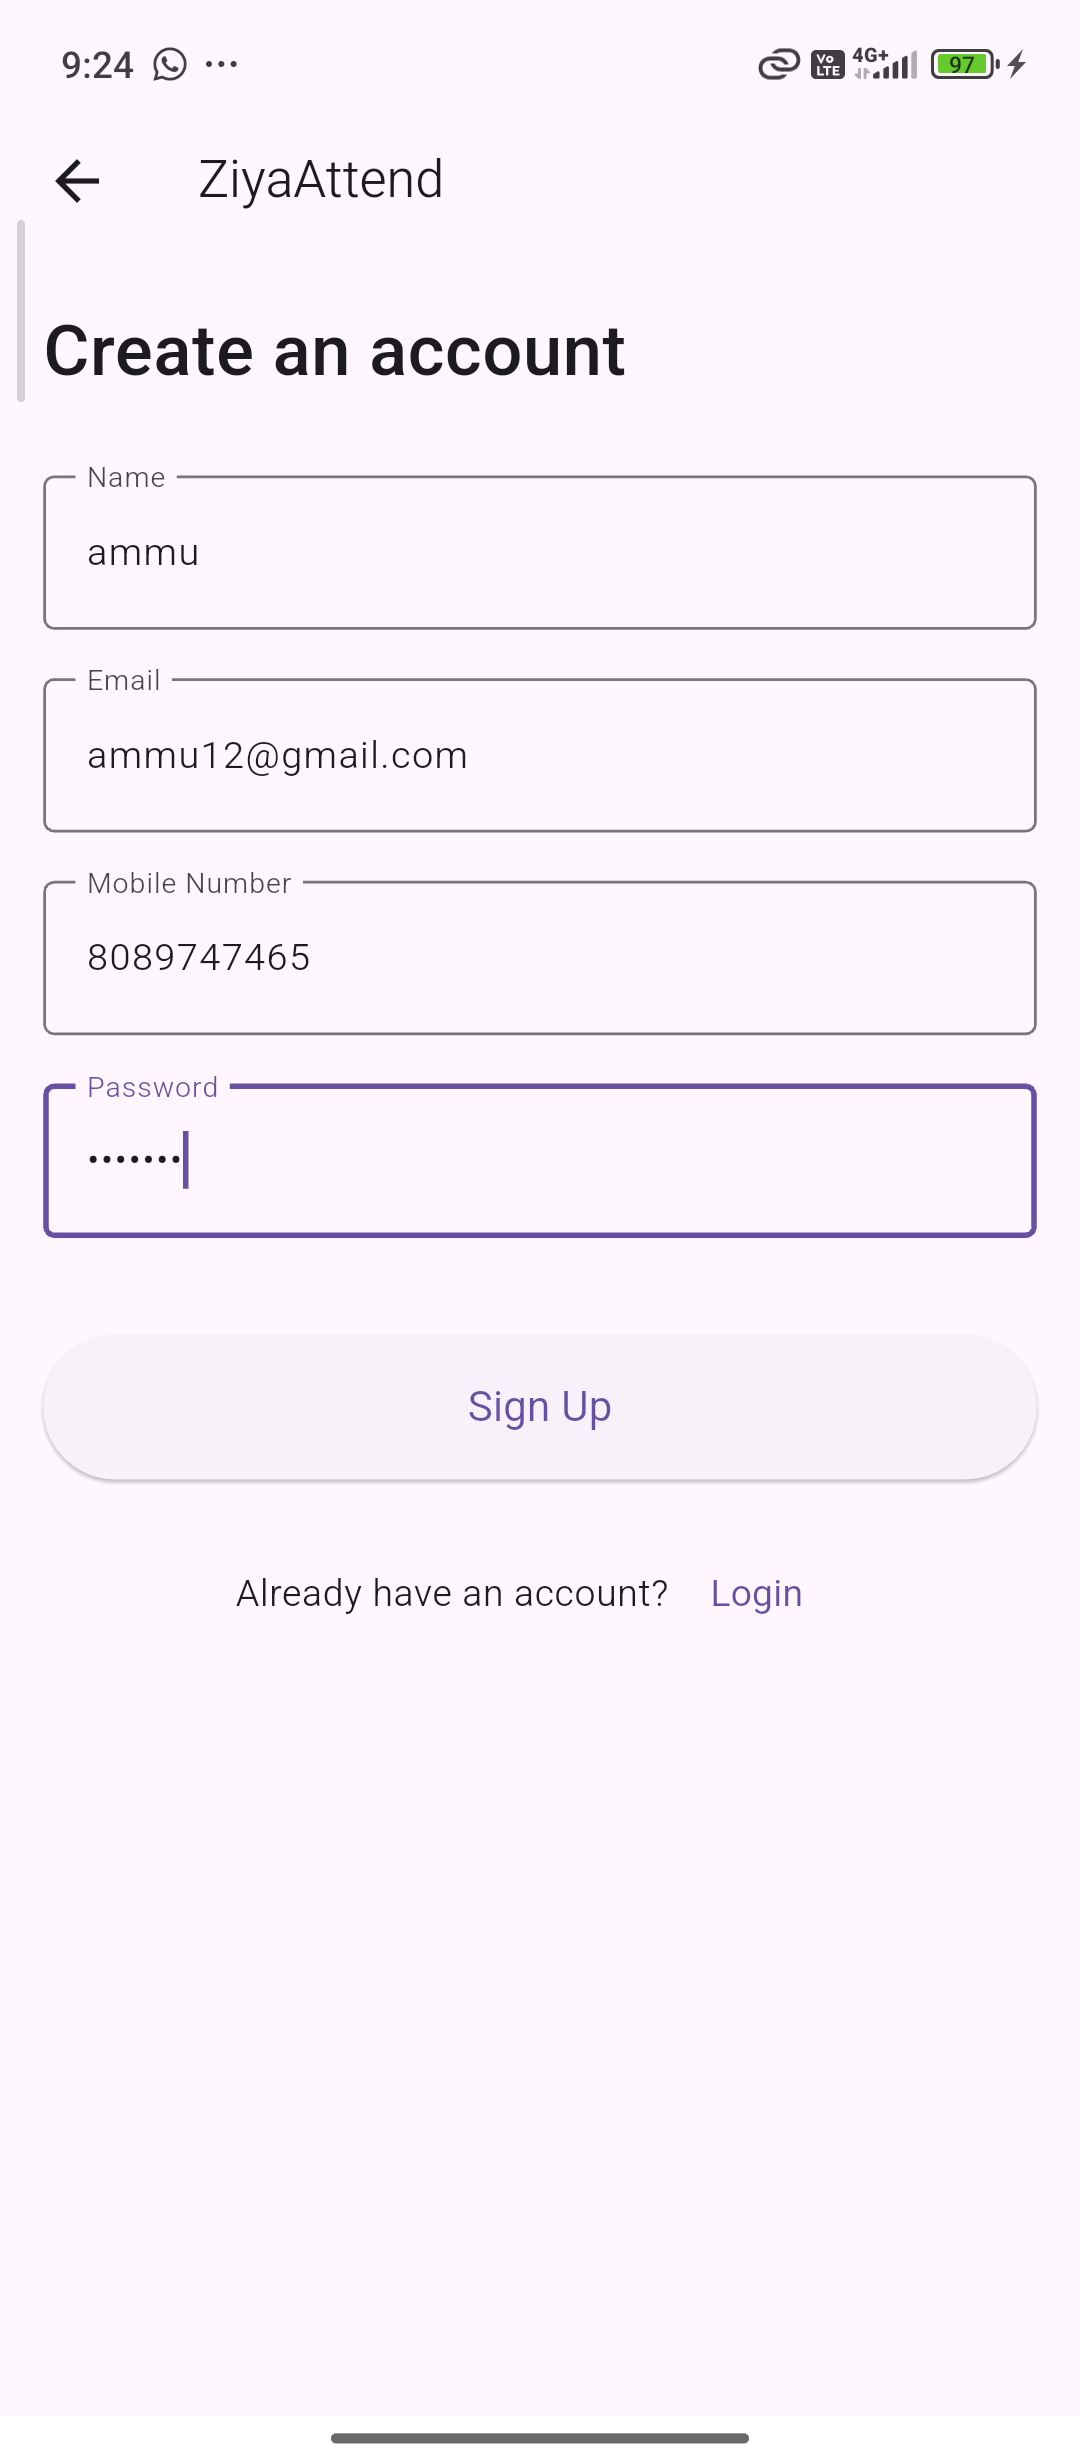 9:24
Vo LTE 4G+ 97
ZiyaAttend
Create an account
Name
ammu
Email
ammu12@gmail.com
Mobile Number
8089747465
Password
•••••••
Sign Up
Already have an account? Login